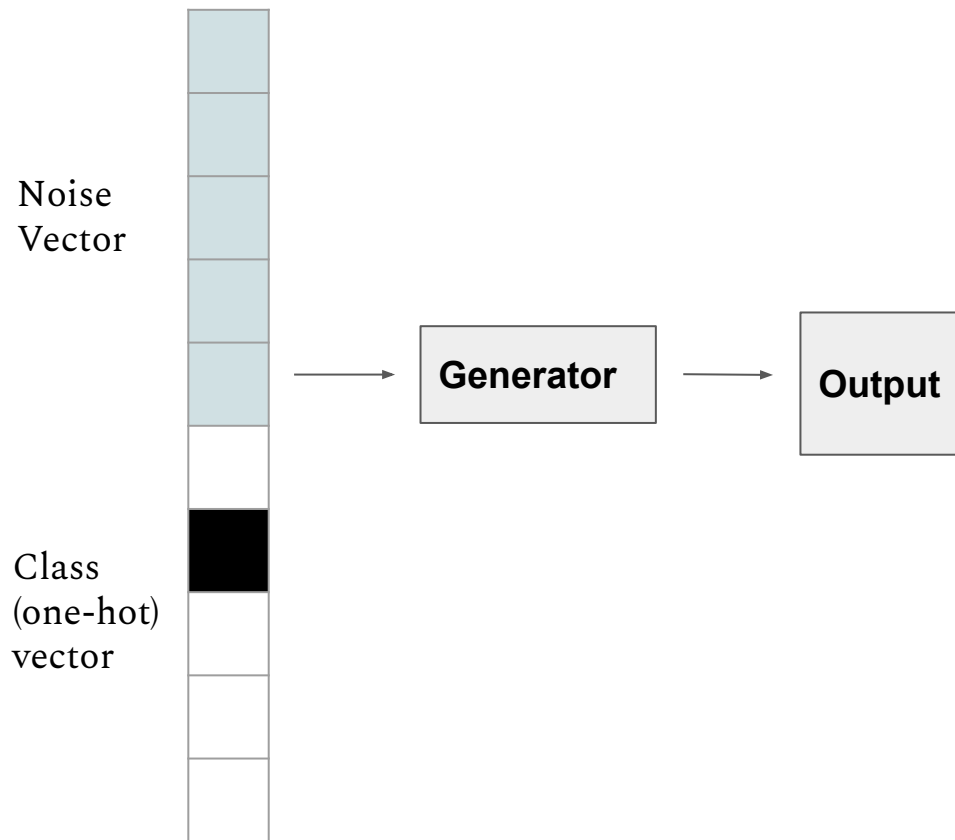 Noise
Vector
Generator
Output
Class
(one-hot)
vector